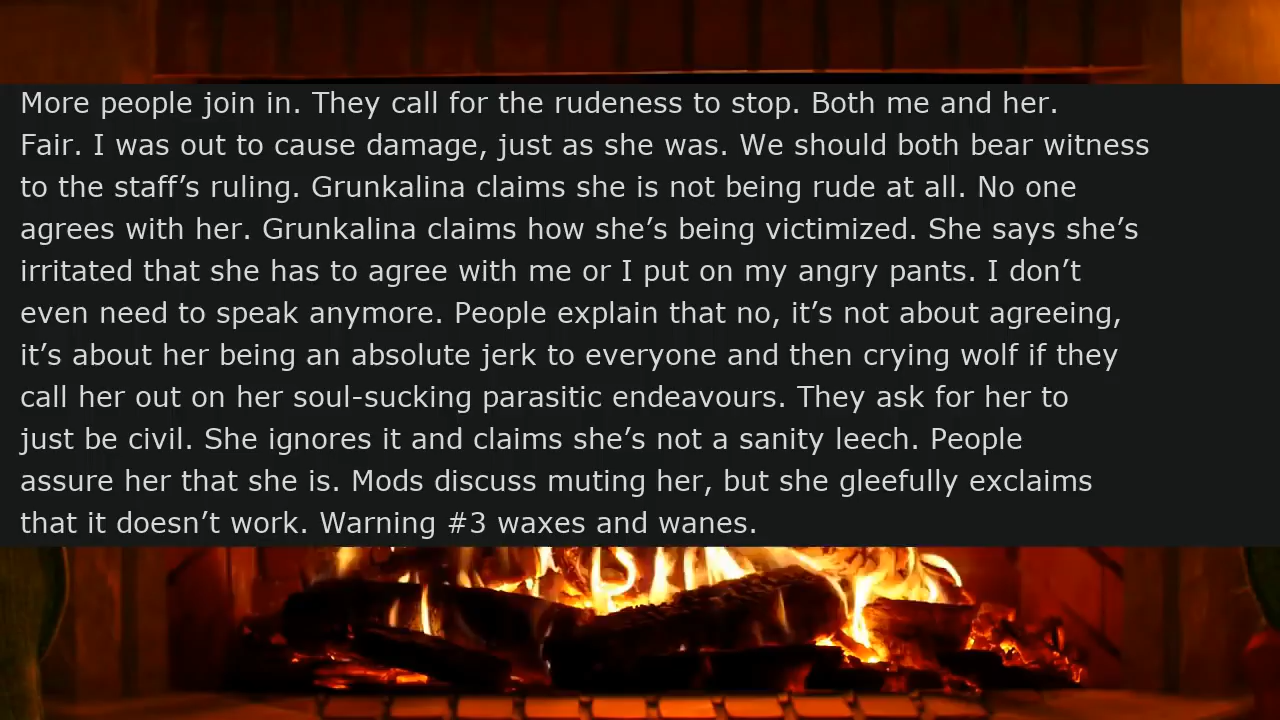 More people join in. They call for the rudeness to stop. Both me and her.
Fair. I was out to cause damage, just as she was. We should both bear witness
to the staff’s ruling. Grunkalina claims she is not being rude at all. No one
agrees with her. Grunkalina claims how she’s being victimized. She says she’s
irritated that she has to agree with me or I put on my angry pants. I don’t
even need to speak anymore. People explain that no, it’s not about agreeing,
it’s about her being an absolute jerk to everyone and then crying wolf if they
call her out on her soul-sucking parasitic endeavours. They ask for her to
just be civil. She ignores it and claims she’s not a sanity leech. People
assure her that she is. Mods discuss muting her, but she gleefully exclaims
that it doesn’t work. Warning #3 waxes and wanes.